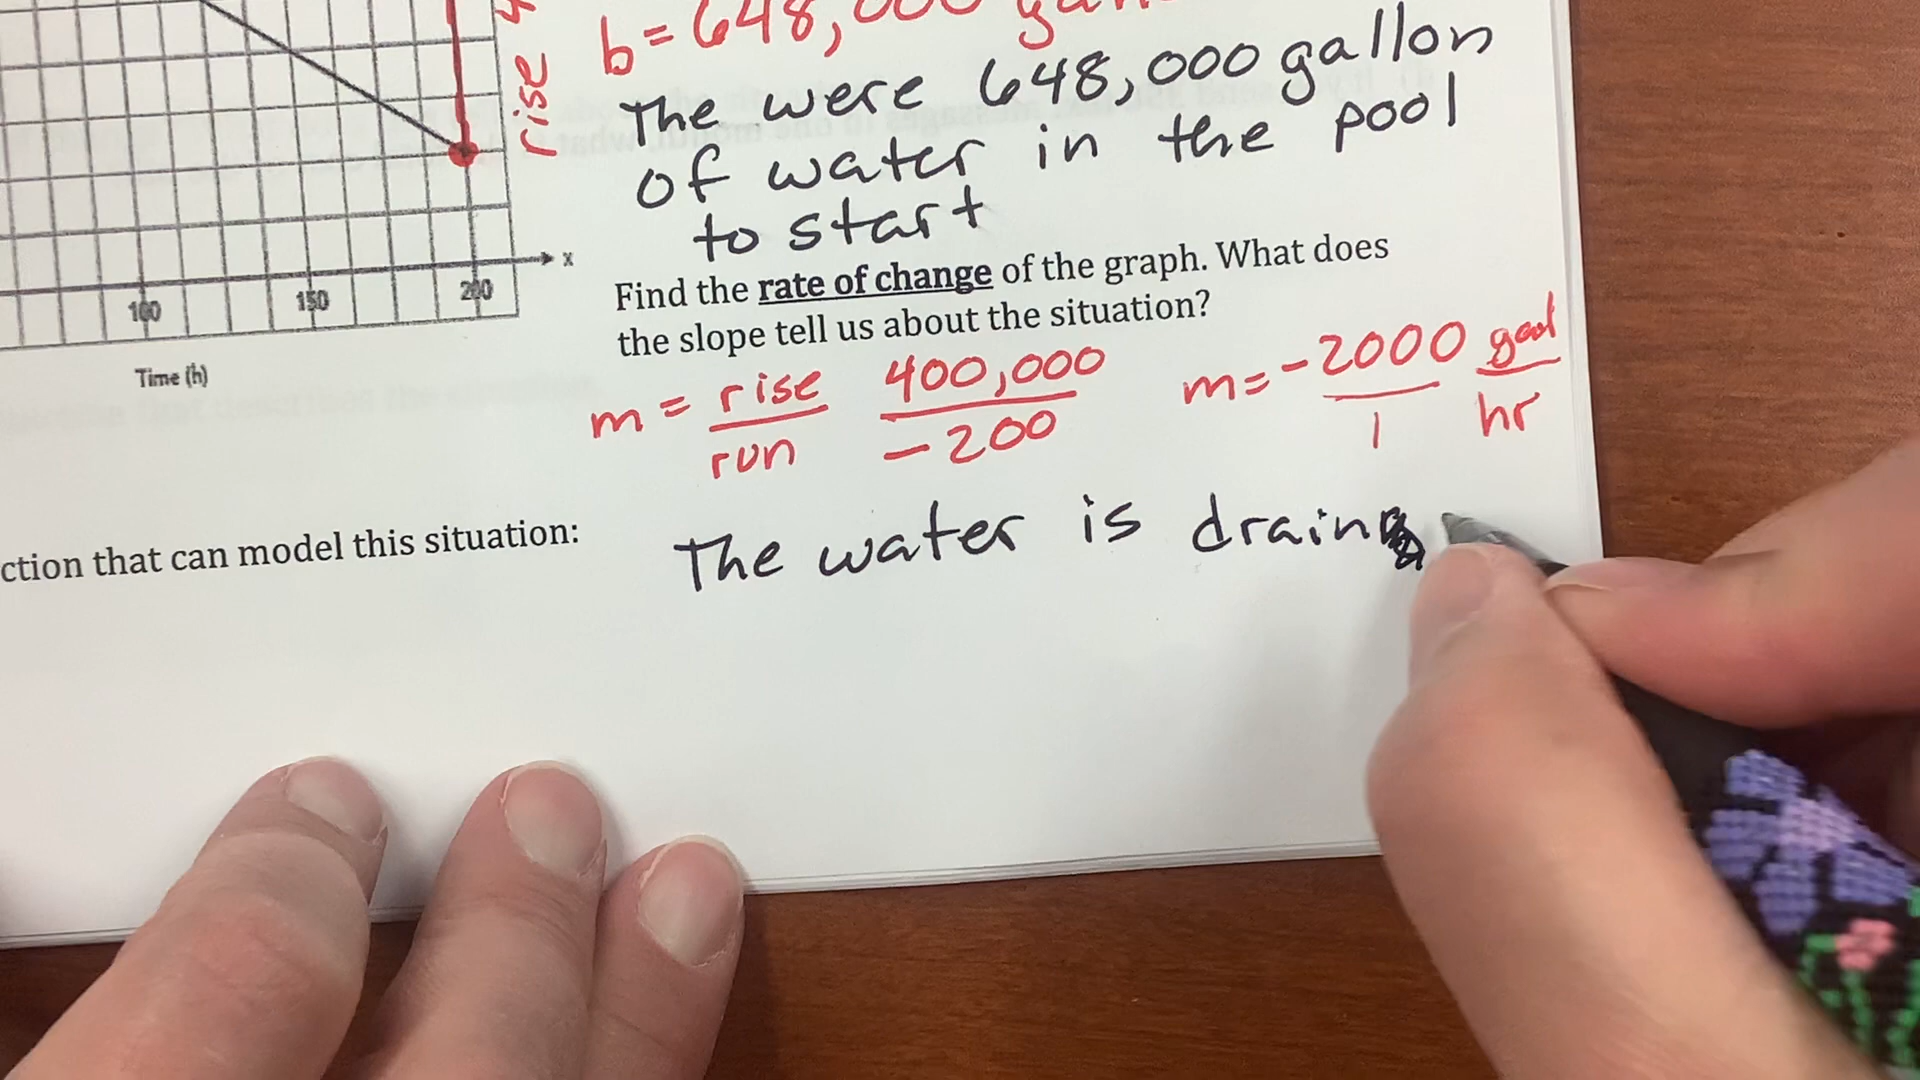 rise
b=648,000
The were 648,000 gallon
of water in the pool
to start
x
100 150 200
Time (h)
Find the rate of change of the graph. What does
the slope tell us about the situation?
m = rise/run 400,000/-200 m= -2000/1 gal/hr
ction that can model this situation:
The water is drain